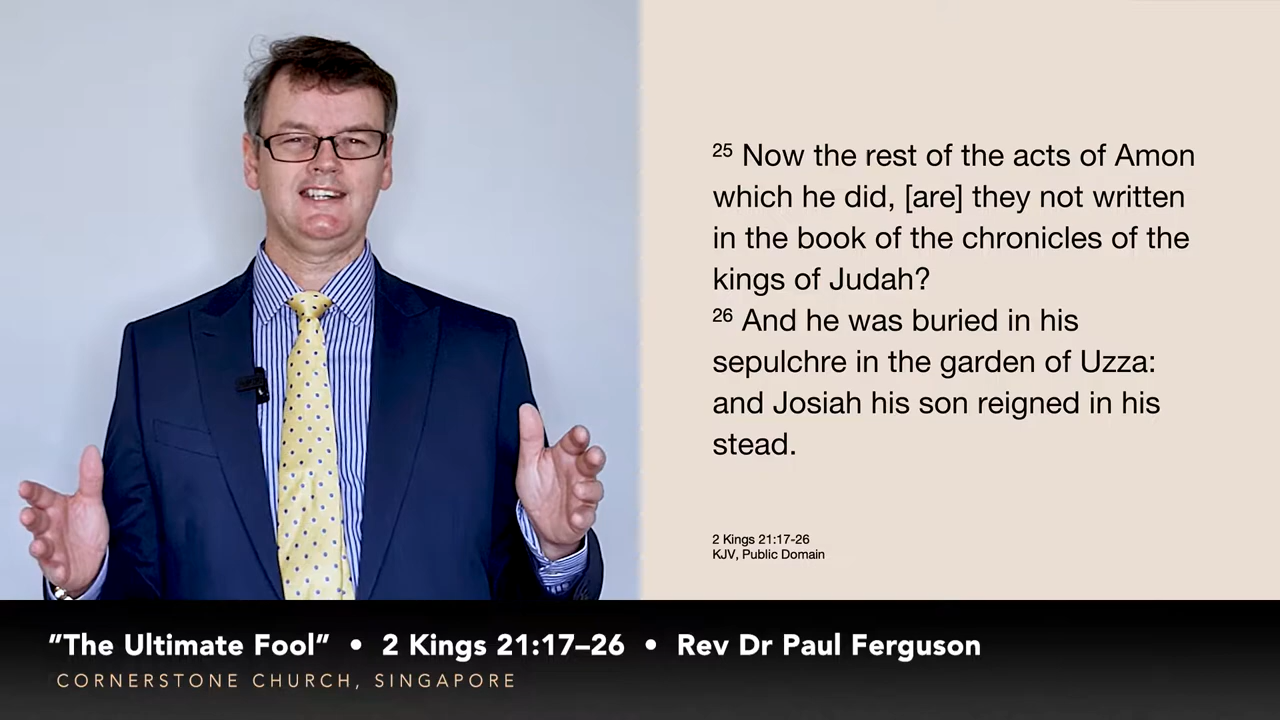 25 Now the rest of the acts of Amon
which he did, [are] they not written
in the book of the chronicles of the
kings of Judah?
26 And he was buried in his
sepulchre in the garden of Uzza:
and Josiah his son reigned in his
stead.
2 Kings 21:17-26
KJV, Public Domain
”The Ultimate Fool” • 2 Kings 21:17–26 • Rev Dr Paul Ferguson
CORNERSTONE CHURCH, SINGAPORE